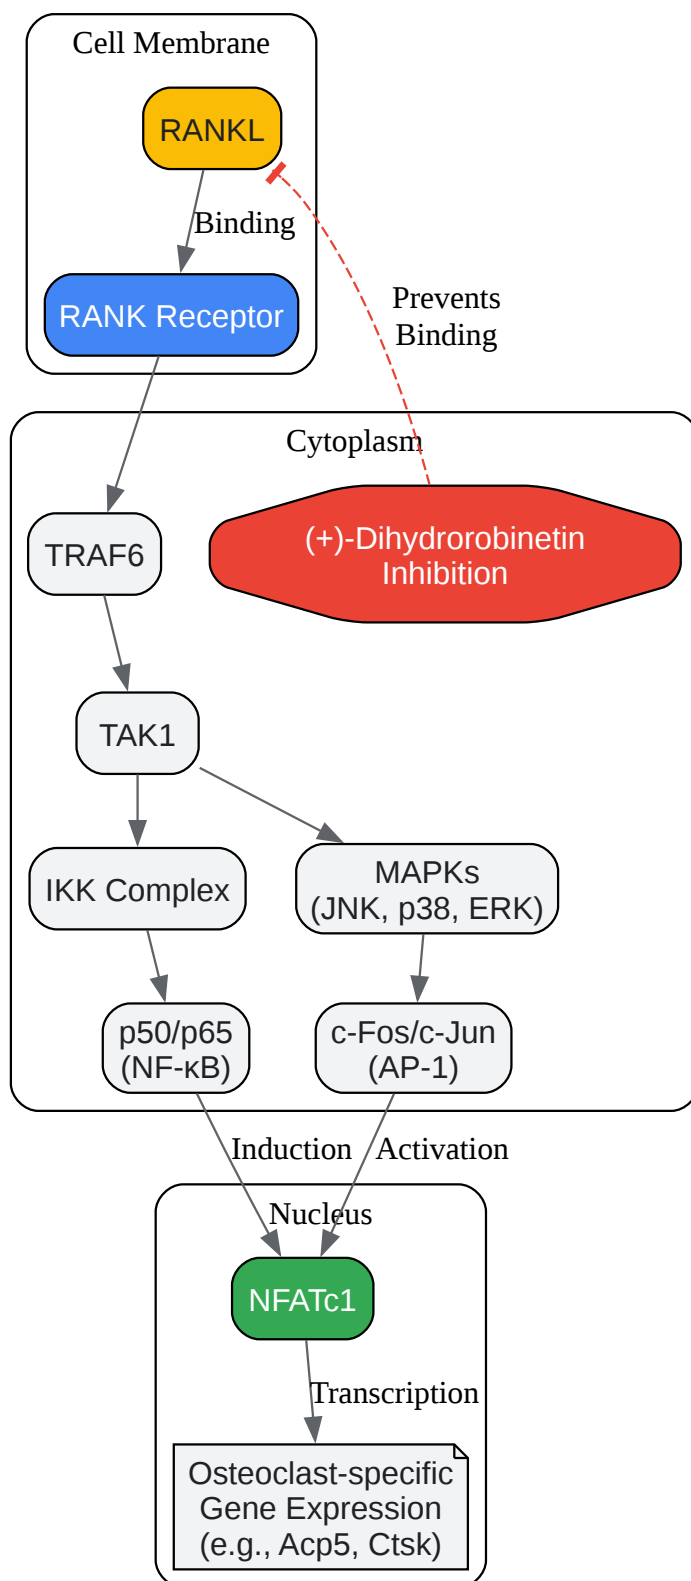 Cell Membrane
RANKL
Binding
RANK Receptor
Prevents
Binding
Cytoplasm
(+)-Dihydrorobinetin
Inhibition
TRAF6
TAK1
IKK Complex
MAPKs
(JNK, p38, ERK)
p50/p65
(NF-κB)
c-Fos/c-Jun
(AP-1)
Induction
Activation
Nucleus
NFATc1
Transcription
Osteoclast-specific
Gene Expression
(e.g., Acp5, Ctsk)